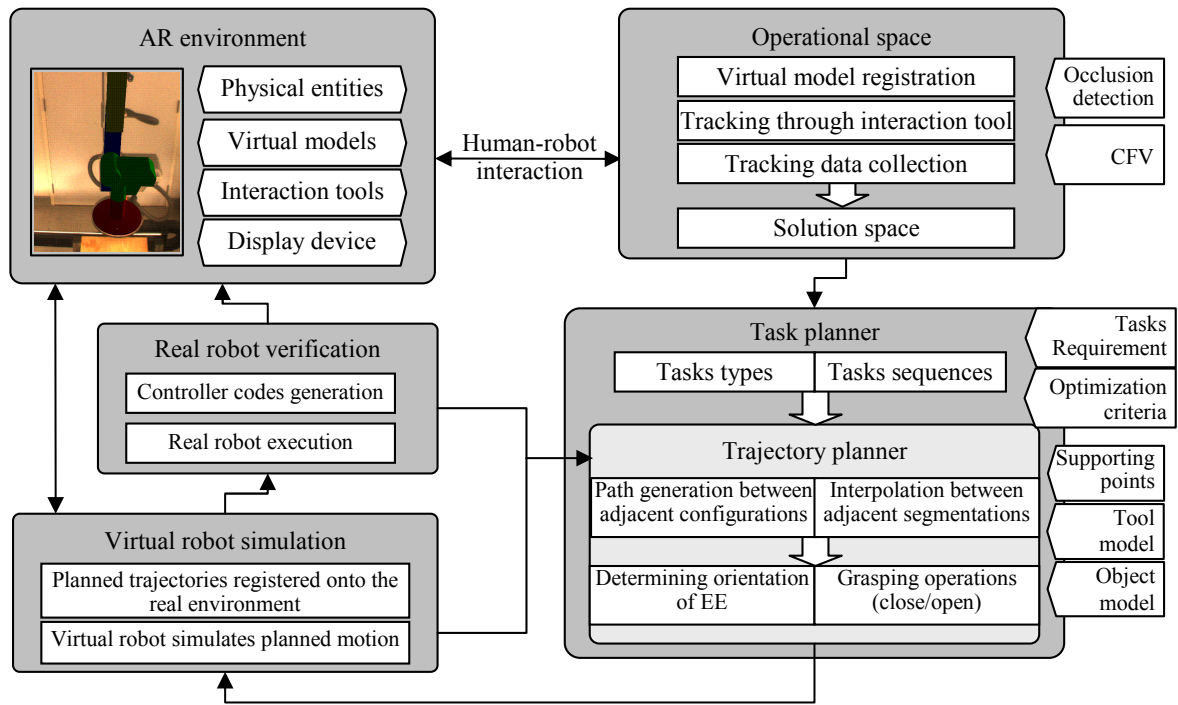 AR environment
Physical entities
Virtual models
Interaction tools
Display device
Human-robot
interaction
Operational space
Virtual model registration
Tracking through interaction tool
Tracking data collection
Solution space
Occlusion
detection
CFV
Real robot verification
Controller codes generation
Real robot execution
Virtual robot simulation
Planned trajectories registered onto the
real environment
Virtual robot simulates planned motion
Task planner
Tasks types
Tasks sequences
Trajectory planner
Path generation between
adjacent configurations
Interpolation between
adjacent segmentations
Determining orientation
of EE
Grasping operations
(close/open)
Tasks
Requirement
Optimization
criteria
Supporting
points
Tool
model
Object
model